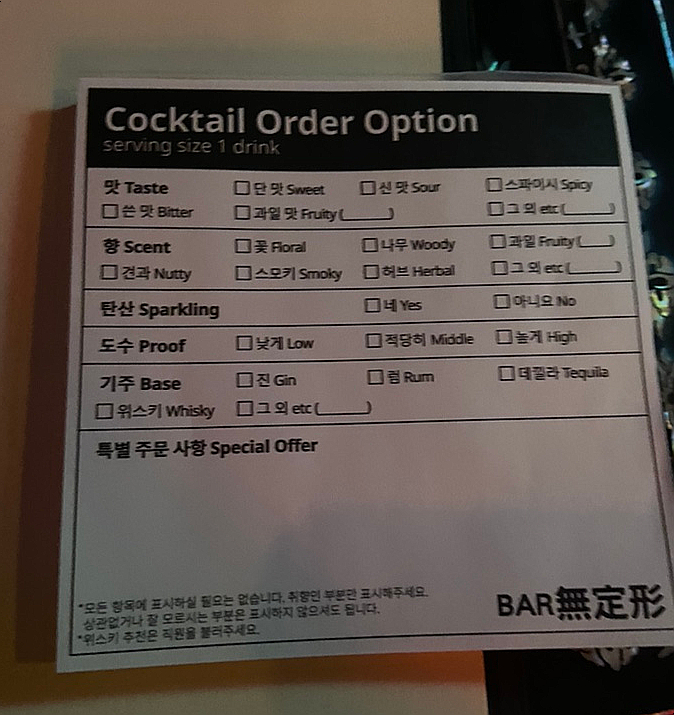 Cocktail Order Option
serving size 1 drink
맛 Taste ☐ 단 맛 Sweet ☐ 신 맛 Sour ☐ 스파이시 Spicy
☐ 쓴 맛 Bitter ☐ 과일 맛 Fruity (______) ☐ 그 외 etc (______)
향 Scent ☐ 꽃 Floral ☐ 나무 Woody ☐ 과일 Fruity (____)
☐ 견과 Nutty ☐ 스모키 Smoky ☐ 허브 Herbal ☐ 그 외 etc (______)
탄산 Sparkling ☐ 네 Yes ☐ 아니요 No
도수 Proof ☐ 낮게 Low ☐ 적당히 Middle ☐ 높게 High
기주 Base ☐ 진 Gin ☐ 럼 Rum ☐ 데낄라 Tequila
☐ 위스키 Whisky ☐ 그 외 etc (______)
특별 주문 사항 Special Offer
*모든 항목에 표시하실 필요는 없습니다. 취향인 부분만 표시해주세요.
상관없거나 잘 모르시는 부분은 표시하지 않으셔도 됩니다.
*위스키 추천은 직원을 불러주세요.
BAR無定形